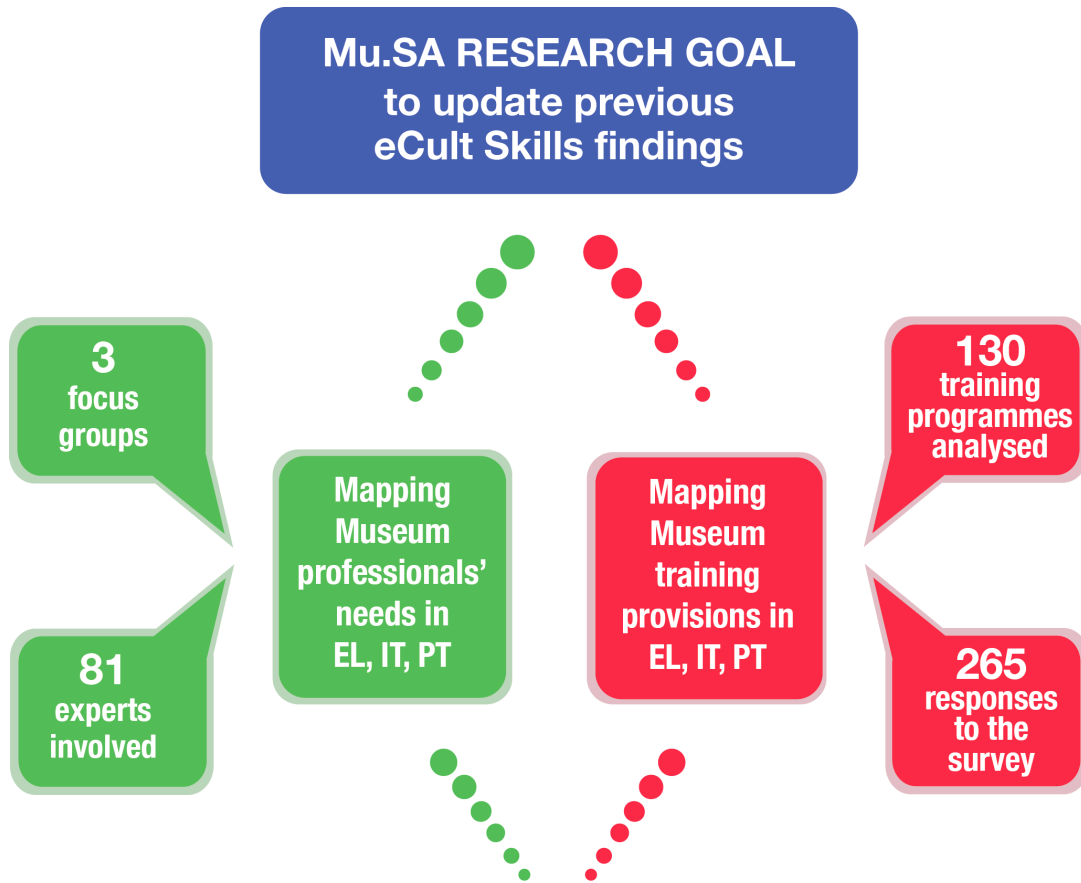 Mu.SA RESEARCH GOAL
to update previous
eCult Skills findings
3
focus
groups
81
experts
involved
Mapping
Museum
professionals’
needs in
EL, IT, PT
Mapping
Museum
training
provisions in
EL, IT, PT
130
training
programmes
analysed
265
responses
to the
survey